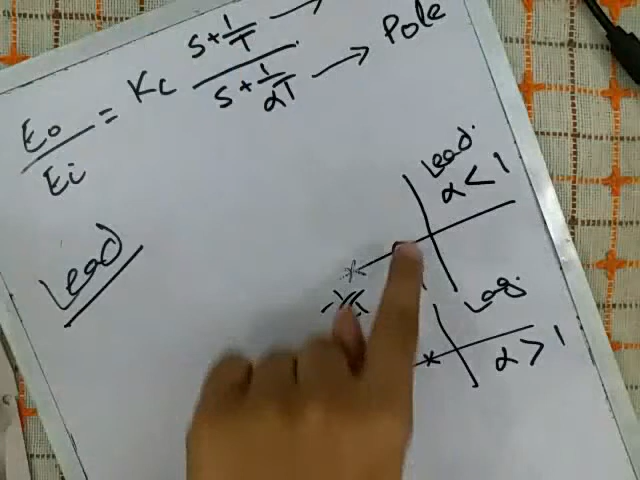 Eo/Ei = Kc (s + 1/T)/(s + 1/αT) → Pole
Lead
Lead.
α < 1
Lag.
α > 1